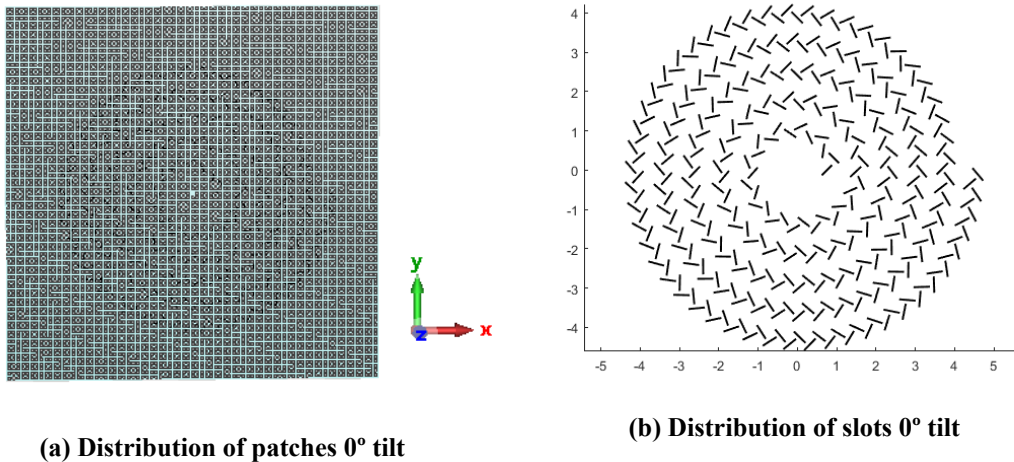 y
x
z
4
3
2
1
0
-1
-2
-3
-4
-5 -4 -3 -2 -1 0 1 2 3 4 5
(a) Distribution of patches 0º tilt
(b) Distribution of slots 0º tilt